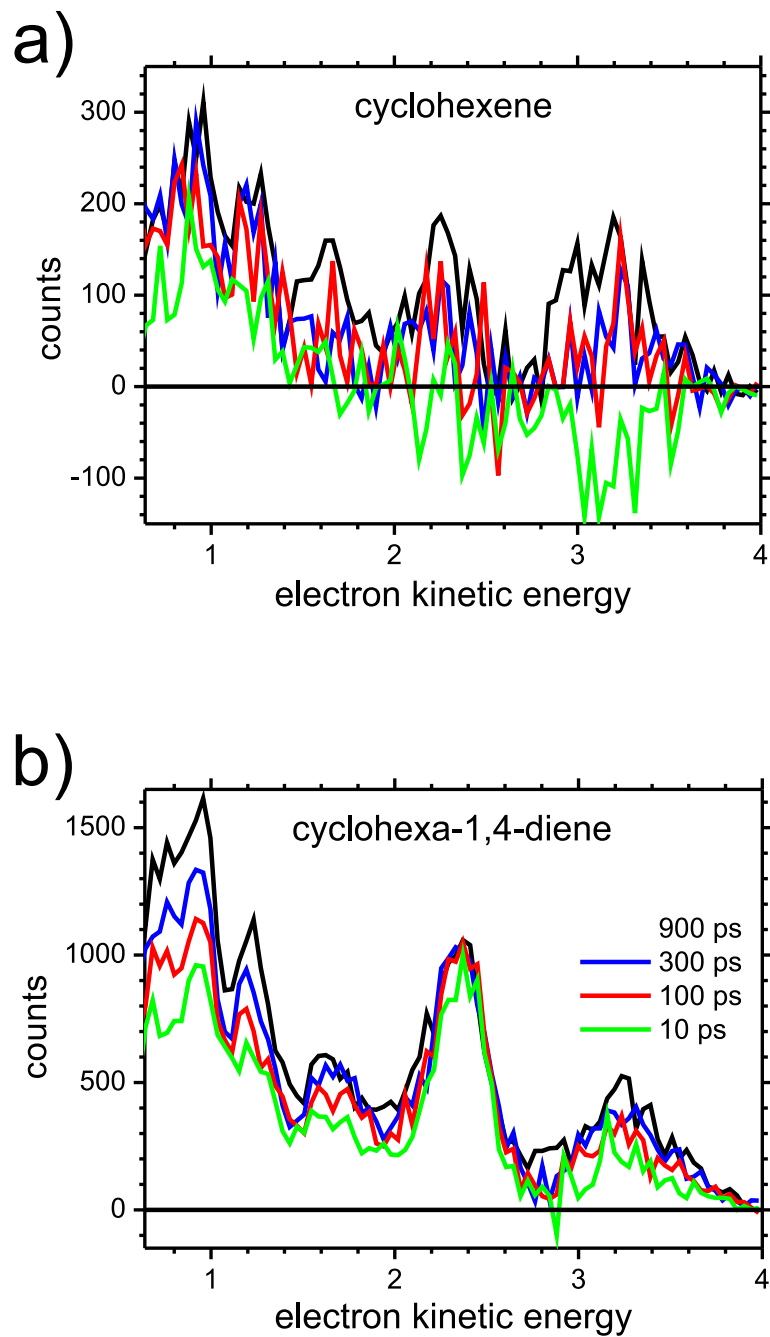 a)
cyclohexene
300
200
100
0
-100
counts
1 2 3 4
electron kinetic energy
b)
cyclohexa-1,4-diene
1500
1000
500
0
counts
900 ps
300 ps
100 ps
10 ps
1 2 3 4
electron kinetic energy